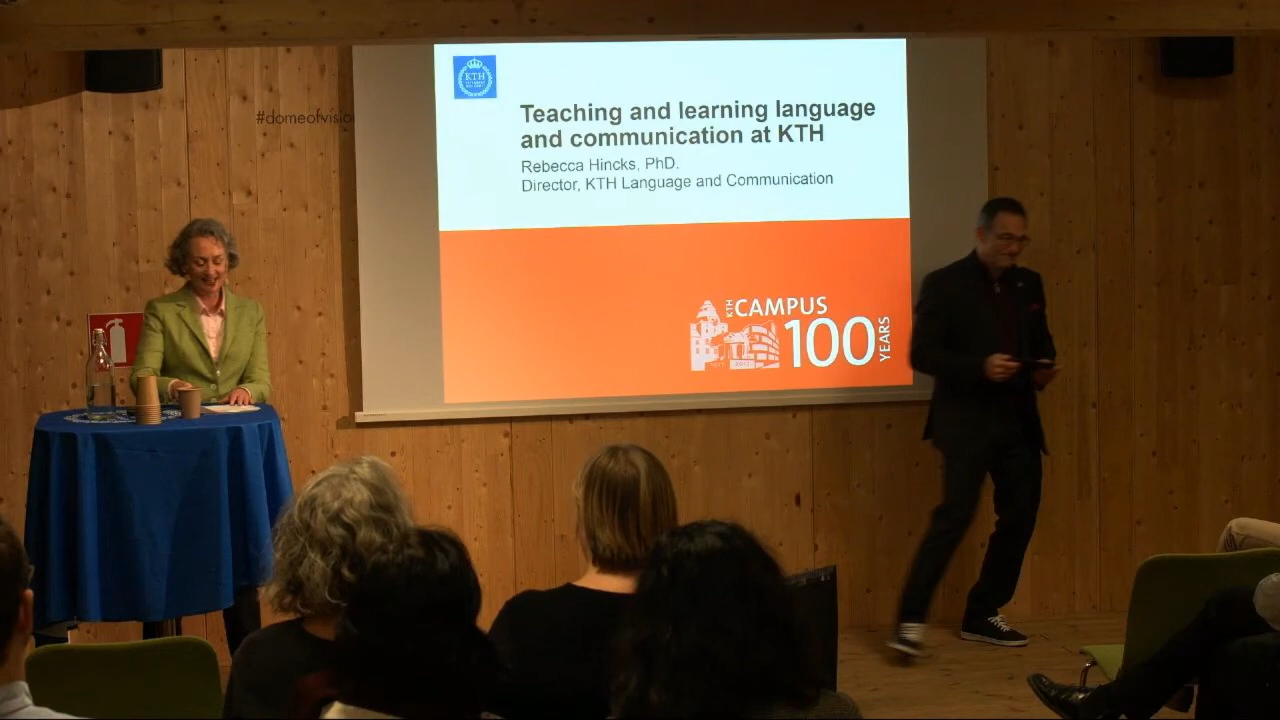 #domeofvisio
KTH
Teaching and learning language
and communication at KTH
Rebecca Hincks, PhD.
Director, KTH Language and Communication
KTH CAMPUS
100 YEARS